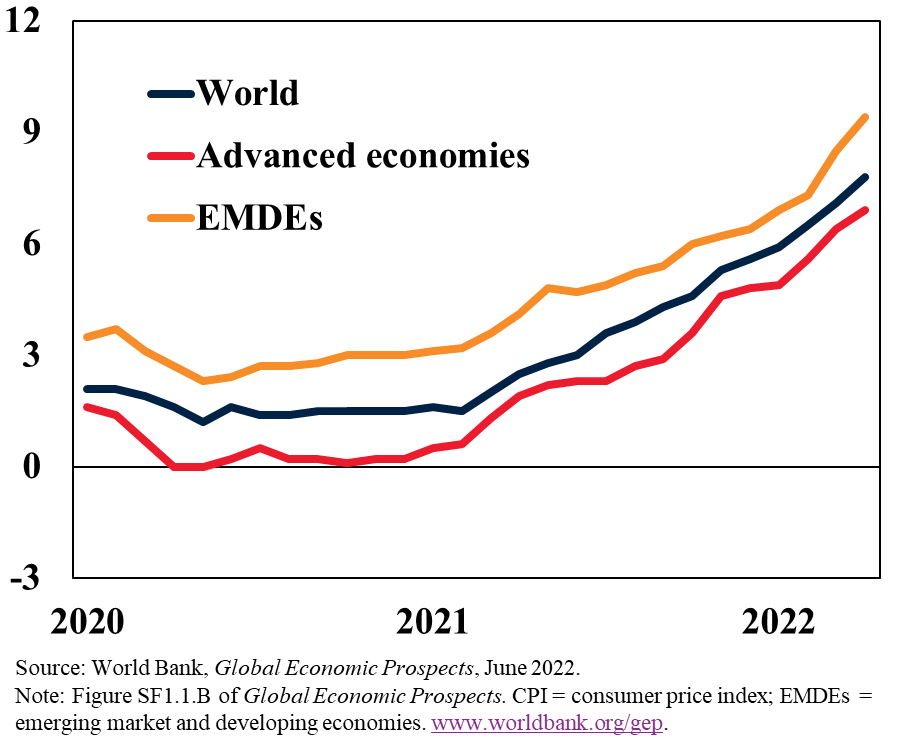 12
World
9
Advanced economies
EMDEs
6
3
0
-3
2020 2021 2022
Source: World Bank, Global Economic Prospects, June 2022.
Note: Figure SF1.1.B of Global Economic Prospects. CPI = consumer price index; EMDEs =
emerging market and developing economies. www.worldbank.org/gep.